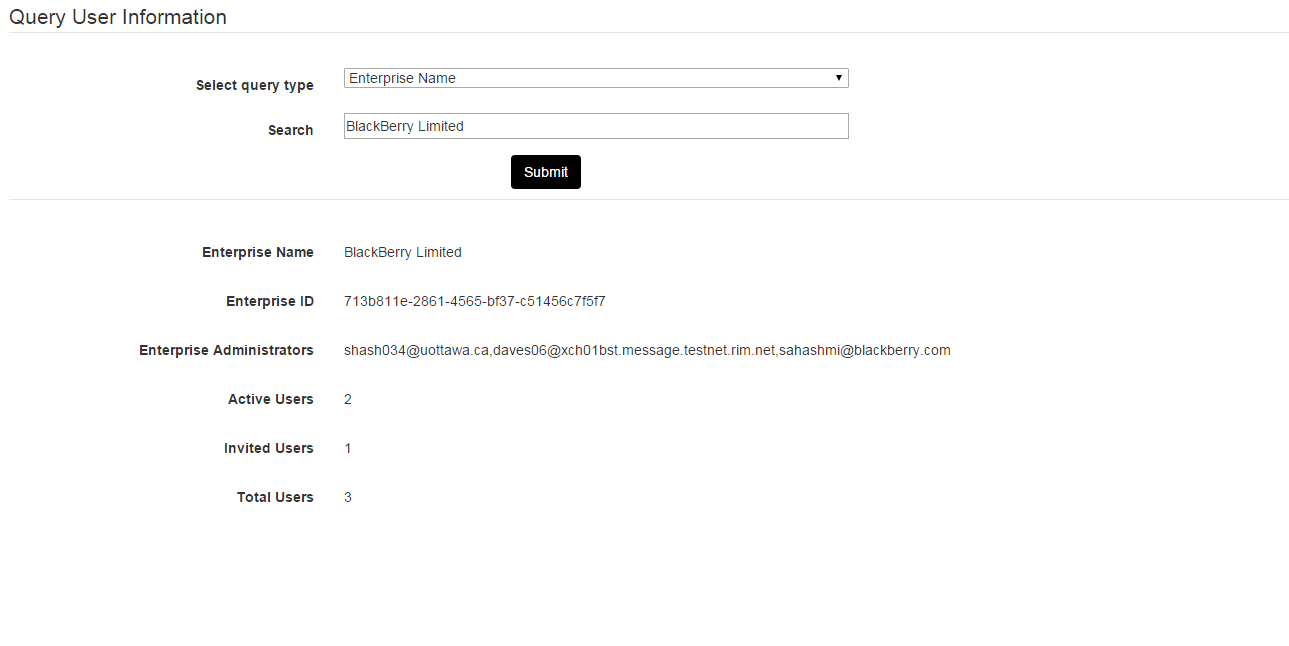 Query User Information
Select query type Enterprise Name
Search BlackBerry Limited
Submit
Enterprise Name BlackBerry Limited
Enterprise ID 713b811e-2861-4565-bf37-c51456c7f5f7
Enterprise Administrators shash034@uottawa.ca,daves06@xch01bst.message.testnet.rim.net,sahashmi@blackberry.com
Active Users 2
Invited Users 1
Total Users 3